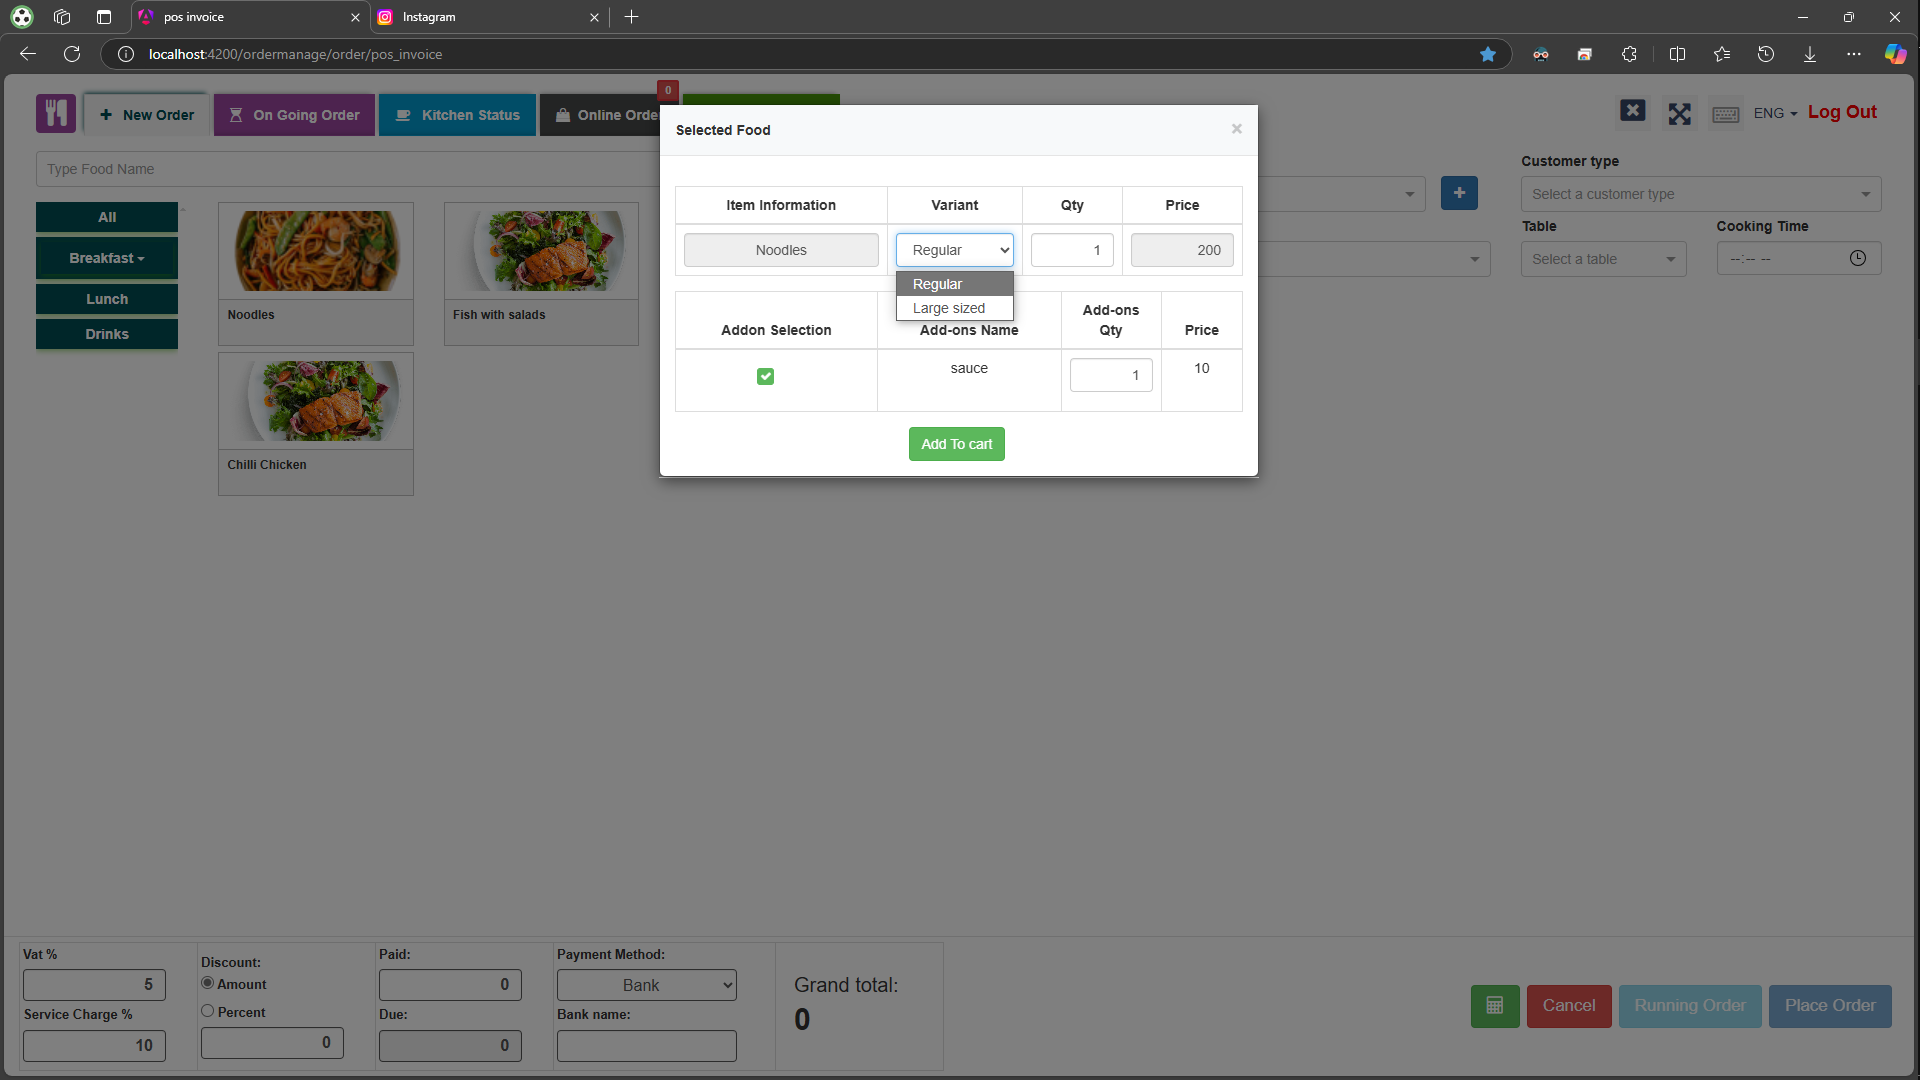 pos invoice
Instagram
localhost:4200/ordermanage/order/pos_invoice
0
New Order
On Going Order
Kitchen Status
Online Orde
ENG
Log Out
Type Food Name
All
Breakfast
Lunch
Drinks
Noodles
Fish with salads
Chilli Chicken
Selected Food
×
Item Information Variant Qty Price
Noodles Regular 1 200
Regular
Large sized
Addon Selection Add-ons Name Add-ons Qty Price
sauce 1 10
Add To cart
Customer type
Select a customer type
Table Cooking Time
Select a table --:-- --
Vat %
5
Service Charge %
10
Discount:
Amount
Percent
0
Paid:
0
Due:
0
Payment Method:
Bank
Bank name:
Grand total:
0
Cancel
Running Order
Place Order